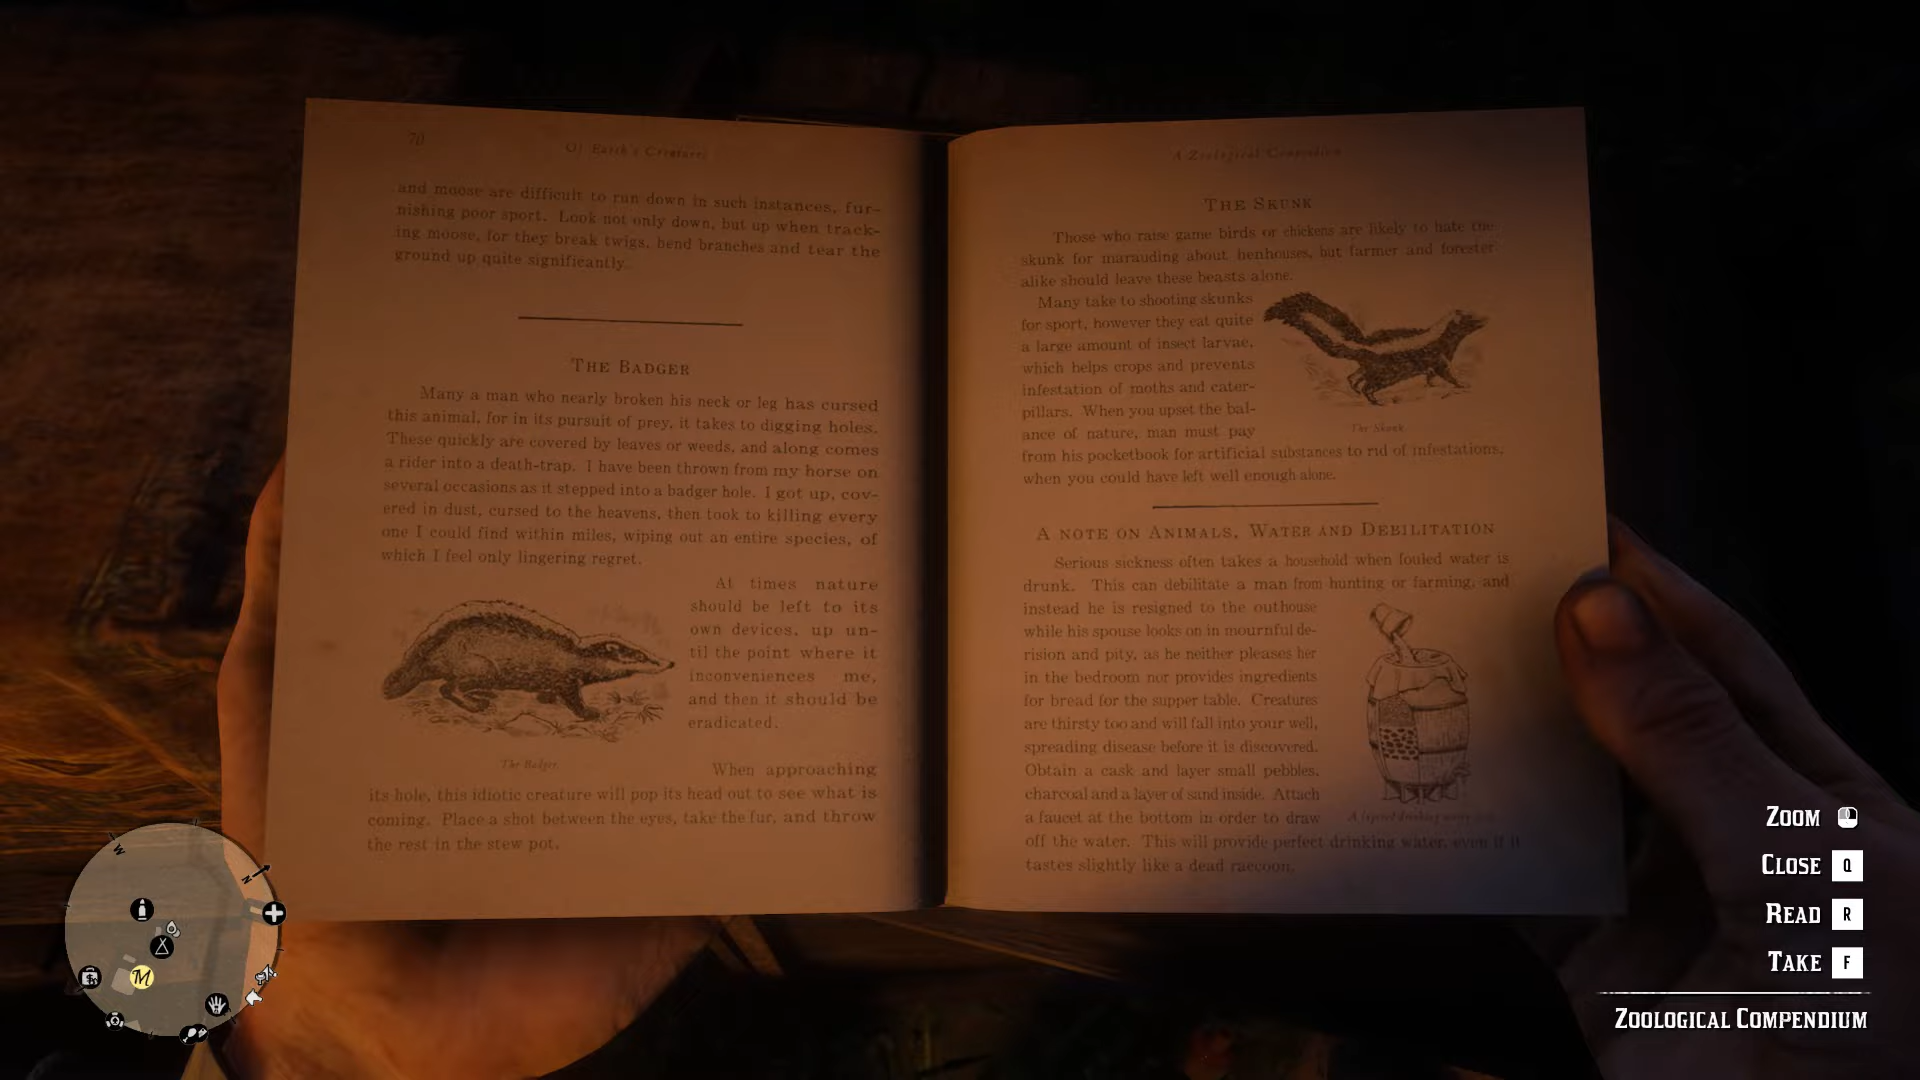 70
Of Earth's Creatures
and moose are difficult to run down in such instances, fur-
nishing poor sport. Look not only down, but up when track-
ing moose, for they break twigs, bend branches and tear the
ground up quite significantly.
THE BADGER
Many a man who nearly broken his neck or leg has cursed
this animal, for in its pursuit of prey, it takes to digging holes.
These quickly are covered by leaves or weeds, and along comes
a rider into a death-trap. I have been thrown from my horse on
several occasions as it stepped into a badger hole. I got up, cov-
ered in dust, cursed to the heavens, then took to killing every
one I could find within miles, wiping out an entire species, of
which I feel only lingering regret.
At times nature
should be left to its
own devices, up un-
til the point where it
inconveniences me,
and then it should be
eradicated.
The Badger.
When approaching
its hole, this idiotic creature will pop its head out to see what is
coming. Place a shot between the eyes, take the fur, and throw
the rest in the stew pot.
A Zoological Compendium
THE SKUNK
Those who raise game birds or chickens are likely to hate the
skunk for marauding about henhouses, but farmer and forester
alike should leave these beasts alone.
Many take to shooting skunks
for sport, however they eat quite
a large amount of insect larvae,
which helps crops and prevents
infestation of moths and cater-
pillars. When you upset the bal-
ance of nature, man must pay
The Skunk
from his pocketbook for artificial substances to rid of infestations,
when you could have left well enough alone.
A NOTE ON ANIMALS, WATER AND DEBILITATION
Serious sickness often takes a household when fouled water is
drunk. This can debilitate a man from hunting or farming, and
instead he is resigned to the outhouse
while his spouse looks on in mournful de-
rision and pity, as he neither pleases her
in the bedroom nor provides ingredients
for bread for the supper table. Creatures
are thirsty too and will fall into your well,
spreading disease before it is discovered.
Obtain a cask and layer small pebbles,
charcoal and a layer of sand inside. Attach
a faucet at the bottom in order to draw
A layered drinking water
off the water. This will provide perfect drinking water, even if it
tastes slightly like a dead raccoon.
W
N
M
ZOOM
CLOSE Q
READ R
TAKE F
ZOOLOGICAL COMPENDIUM